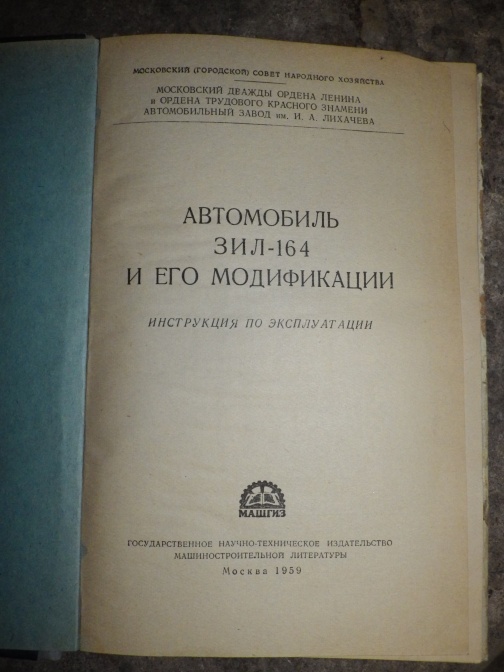 МОСКОВСКИЙ (ГОРОДСКОЙ) СОВЕТ НАРОДНОГО ХОЗЯЙСТВА
МОСКОВСКИЙ ДВАЖДЫ ОРДЕНА ЛЕНИНА
и ОРДЕНА ТРУДОВОГО КРАСНОГО ЗНАМЕНИ
АВТОМОБИЛЬНЫЙ ЗАВОД им. И. А. ЛИХАЧЕВА
АВТОМОБИЛЬ
ЗИЛ-164
И ЕГО МОДИФИКАЦИИ
ИНСТРУКЦИЯ ПО ЭКСПЛУАТАЦИИ
МАШГИЗ
ГОСУДАРСТВЕННОЕ НАУЧНО-ТЕХНИЧЕСКОЕ ИЗДАТЕЛЬСТВО
МАШИНОСТРОИТЕЛЬНОЙ ЛИТЕРАТУРЫ
Москва 1959